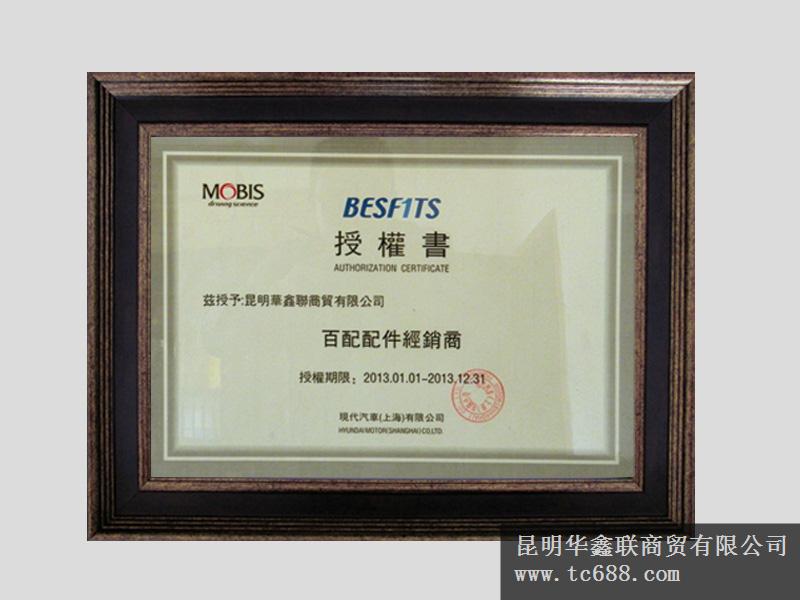 MOBIS
driving science
BESF1TS
授權書
AUTHORIZATION CERTIFICATE
茲授予:昆明華鑫聯商貿有限公司
百配配件經銷商
授權期限：2013.01.01-2013.12.31
現代汽車(上海)有限公司
HYUNDAI MOTOR(SHANGHAI) CO.,LTD.
昆明华鑫联商贸有限公司
www.tc688.com